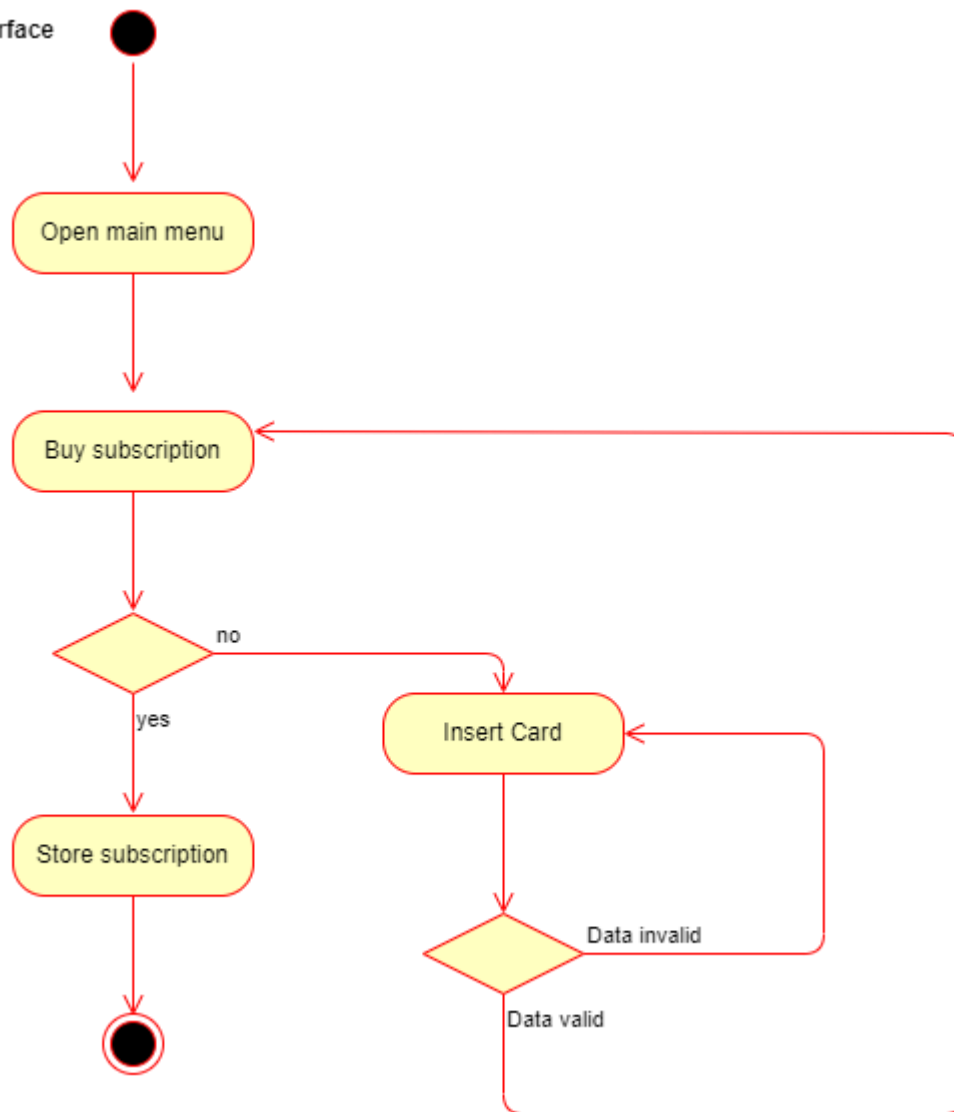 rface
Open main menu
Buy subscription
no
yes
Insert Card
Store subscription
Data invalid
Data valid